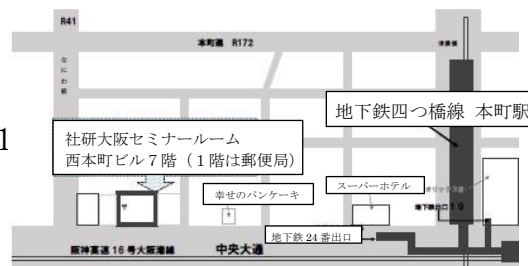 R41
本町通 R172
なにわ筋
地下鉄四つ橋線 本町駅
1
社研大阪セミナールーム
西本町ビル7階（1階は郵便局）
幸せのパンケーキ
スーパーホテル
地下鉄出口19
地下鉄24番出口
阪神高速16号大阪港線
中央大通